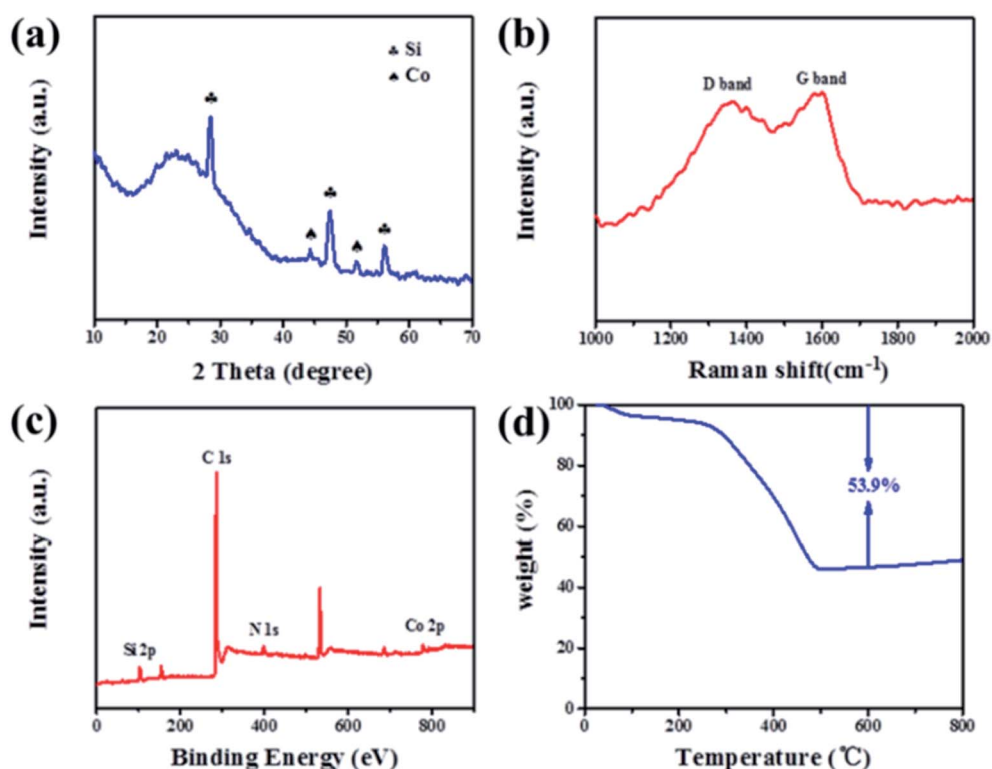 (a)
♣ Si
♠ Co
Intensity (a.u.)
10 20 30 40 50 60 70
2 Theta (degree)
(b)
D band
G band
Intensity (a.u.)
1000 1200 1400 1600 1800 2000
Raman shift(cm⁻¹)
(c)
C 1s
N 1s
Si 2p
Co 2p
Intensity (a.u.)
0 200 400 600 800
Binding Energy (eV)
(d)
100
80
60
40
20
0
53.9%
weight (%)
0 200 400 600 800
Temperature (℃)